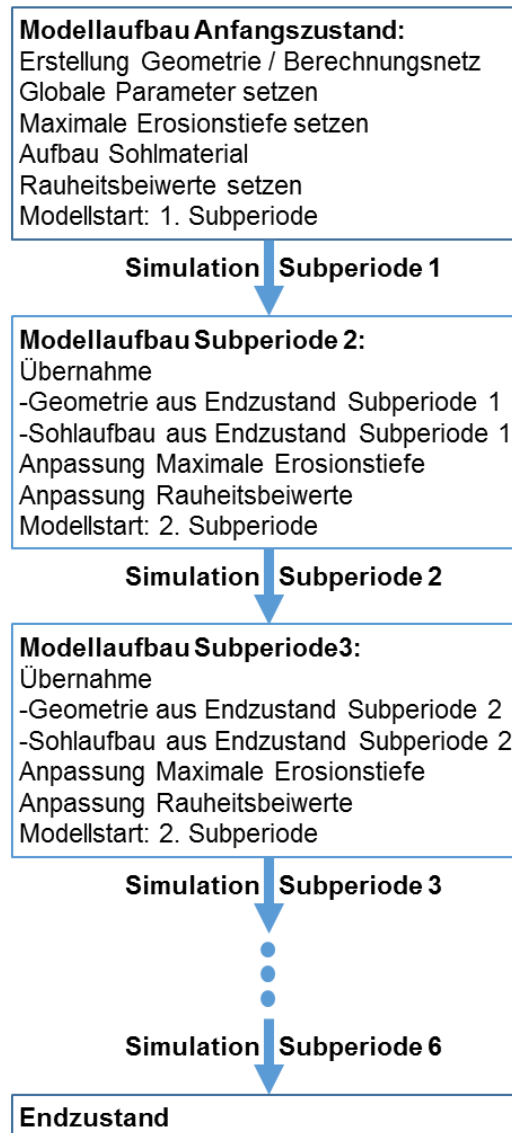 Modellaufbau Anfangszustand:
Erstellung Geometrie / Berechnungsnetz
Globale Parameter setzen
Maximale Erosionstiefe setzen
Aufbau Sohlmaterial
Rauheitsbeiwerte setzen
Modellstart: 1. Subperiode
Simulation Subperiode 1
Modellaufbau Subperiode 2:
Übernahme
-Geometrie aus Endzustand Subperiode 1
-Sohlaufbau aus Endzustand Subperiode 1
Anpassung Maximale Erosionstiefe
Anpassung Rauheitsbeiwerte
Modellstart: 2. Subperiode
Simulation Subperiode 2
Modellaufbau Subperiode3:
Übernahme
-Geometrie aus Endzustand Subperiode 2
-Sohlaufbau aus Endzustand Subperiode 2
Anpassung Maximale Erosionstiefe
Anpassung Rauheitsbeiwerte
Modellstart: 2. Subperiode
Simulation Subperiode 3
Simulation Subperiode 6
Endzustand